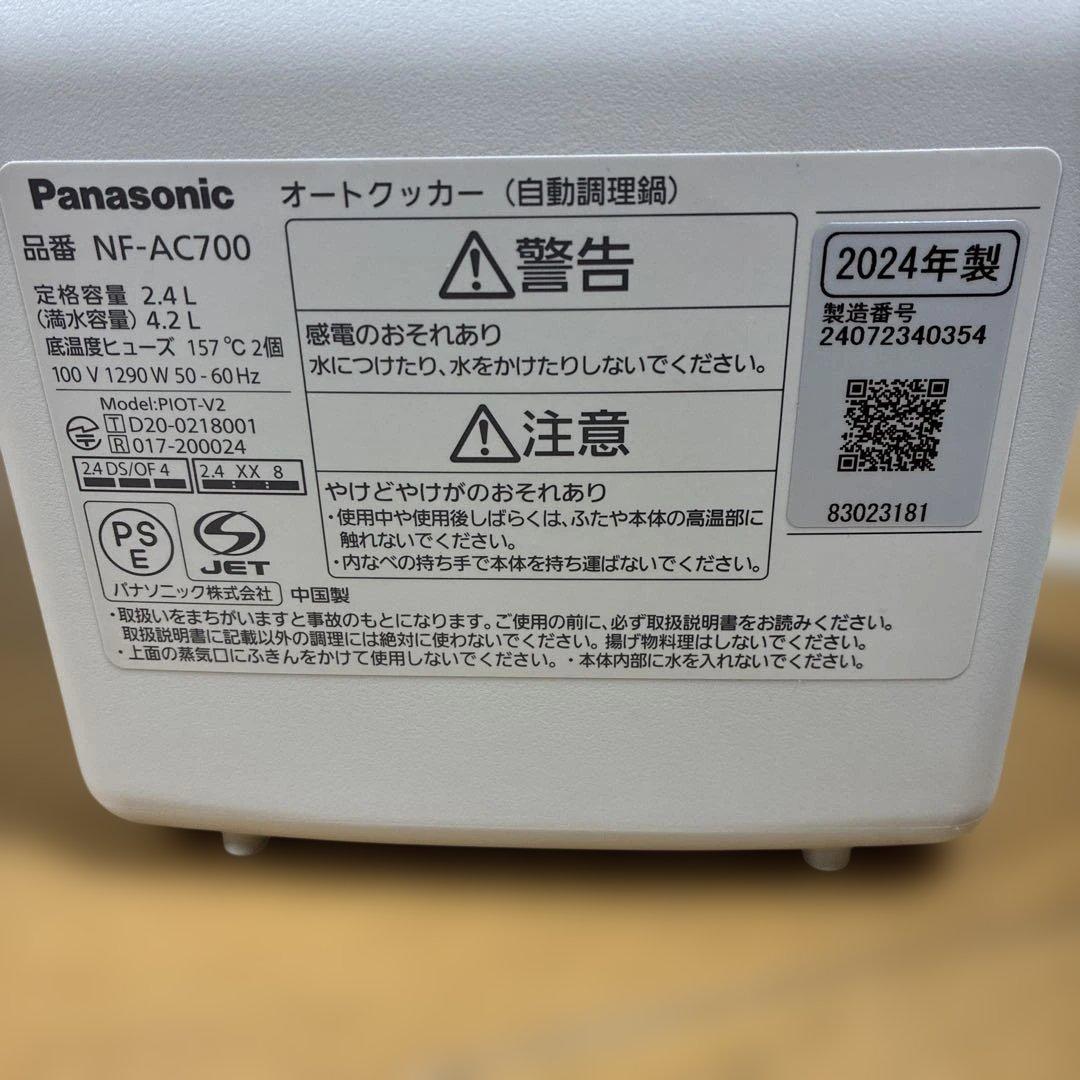 Panasonic オートクッカー（自動調理鍋）
品番 NF-AC700
定格容量 2.4 L
(満水容量) 4.2 L
底温度ヒューズ 157 ℃ 2個
100 V 1290 W 50 - 60 Hz
Model:PIOT-V2
T D20-0218001
R 017-200024
2.4 DS/OF 4
2.4 XX 8
PS
E
JET
パナソニック株式会社 中国製
警告
感電のおそれあり
水につけたり、水をかけたりしないでください。
注意
やけどやけがのおそれあり
・使用中や使用後しばらくは、ふたや本体の高温部に
触れないでください。
・内なべの持ち手で本体を持ち運ばないでください。
2024年製
製造番号
24072340354
83023181
・取扱いをまちがいますと事故のもとになります。ご使用の前に、必ず取扱説明書をお読みください。
取扱説明書に記載以外の調理には絶対に使わないでください。揚げ物料理はしないでください。
・上面の蒸気口にふきんをかけて使用しないでください。・本体内部に水を入れないでください。